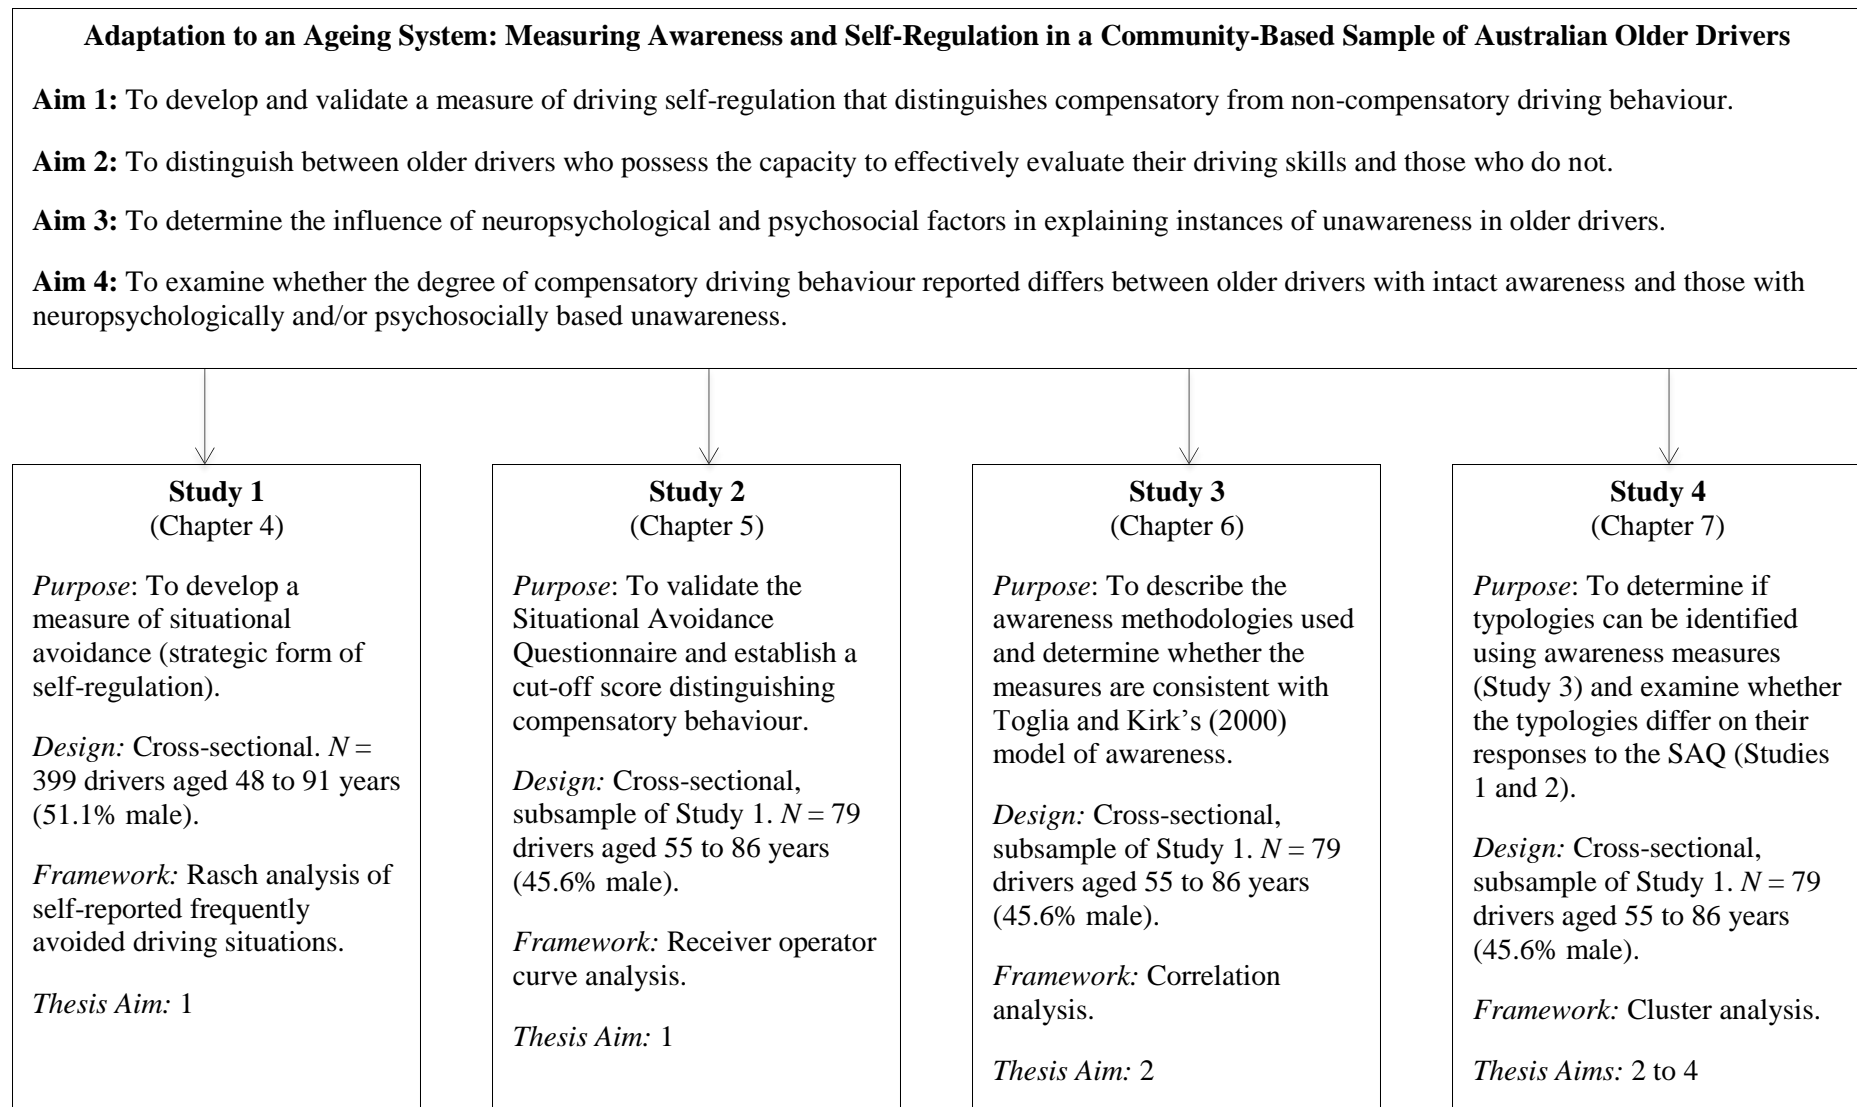 Adaptation to an Ageing System: Measuring Awareness and Self-Regulation in a Community-Based Sample of Australian Older Drivers
Aim 1: To develop and validate a measure of driving self-regulation that distinguishes compensatory from non-compensatory driving behaviour.
Aim 2: To distinguish between older drivers who possess the capacity to effectively evaluate their driving skills and those who do not.
Aim 3: To determine the influence of neuropsychological and psychosocial factors in explaining instances of unawareness in older drivers.
Aim 4: To examine whether the degree of compensatory driving behaviour reported differs between older drivers with intact awareness and those with
neuropsychologically and/or psychosocially based unawareness.
Study 1
(Chapter 4)
Purpose: To develop a
measure of situational
avoidance (strategic form of
self-regulation).
Design: Cross-sectional. N =
399 drivers aged 48 to 91 years
(51.1% male).
Framework: Rasch analysis of
self-reported frequently
avoided driving situations.
Thesis Aim: 1
Study 2
(Chapter 5)
Purpose: To validate the
Situational Avoidance
Questionnaire and establish a
cut-off score distinguishing
compensatory behaviour.
Design: Cross-sectional,
subsample of Study 1. N = 79
drivers aged 55 to 86 years
(45.6% male).
Framework: Receiver operator
curve analysis.
Thesis Aim: 1
Study 3
(Chapter 6)
Purpose: To describe the
awareness methodologies used
and determine whether the
measures are consistent with
Toglia and Kirk's (2000)
model of awareness.
Design: Cross-sectional,
subsample of Study 1. N = 79
drivers aged 55 to 86 years
(45.6% male).
Framework: Correlation
analysis.
Thesis Aim: 2
Study 4
(Chapter 7)
Purpose: To determine if
typologies can be identified
using awareness measures
(Study 3) and examine whether
the typologies differ on their
responses to the SAQ (Studies
1 and 2).
Design: Cross-sectional,
subsample of Study 1. N = 79
drivers aged 55 to 86 years
(45.6% male).
Framework: Cluster analysis.
Thesis Aims: 2 to 4